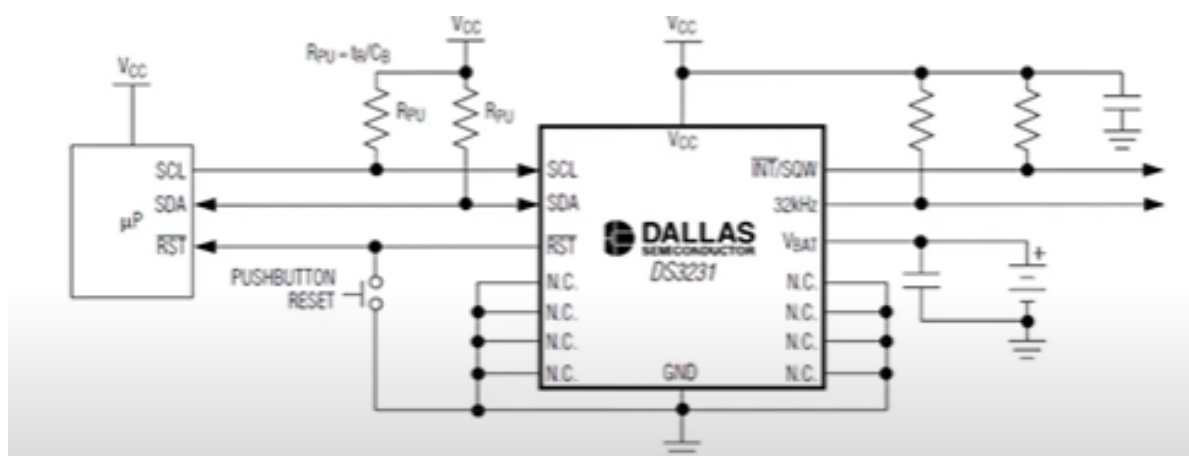 VCC
RPU = tR/CB
VCC
VCC
RPU
RPU
VCC
SCL
SDA
µP
RST
SCL
SDA
RST
N.C.
N.C.
N.C.
N.C.
INT/SQW
32kHz
VBAT
N.C.
N.C.
N.C.
N.C.
GND
DALLAS
SEMICONDUCTOR
DS3231
PUSHBUTTON
RESET
+